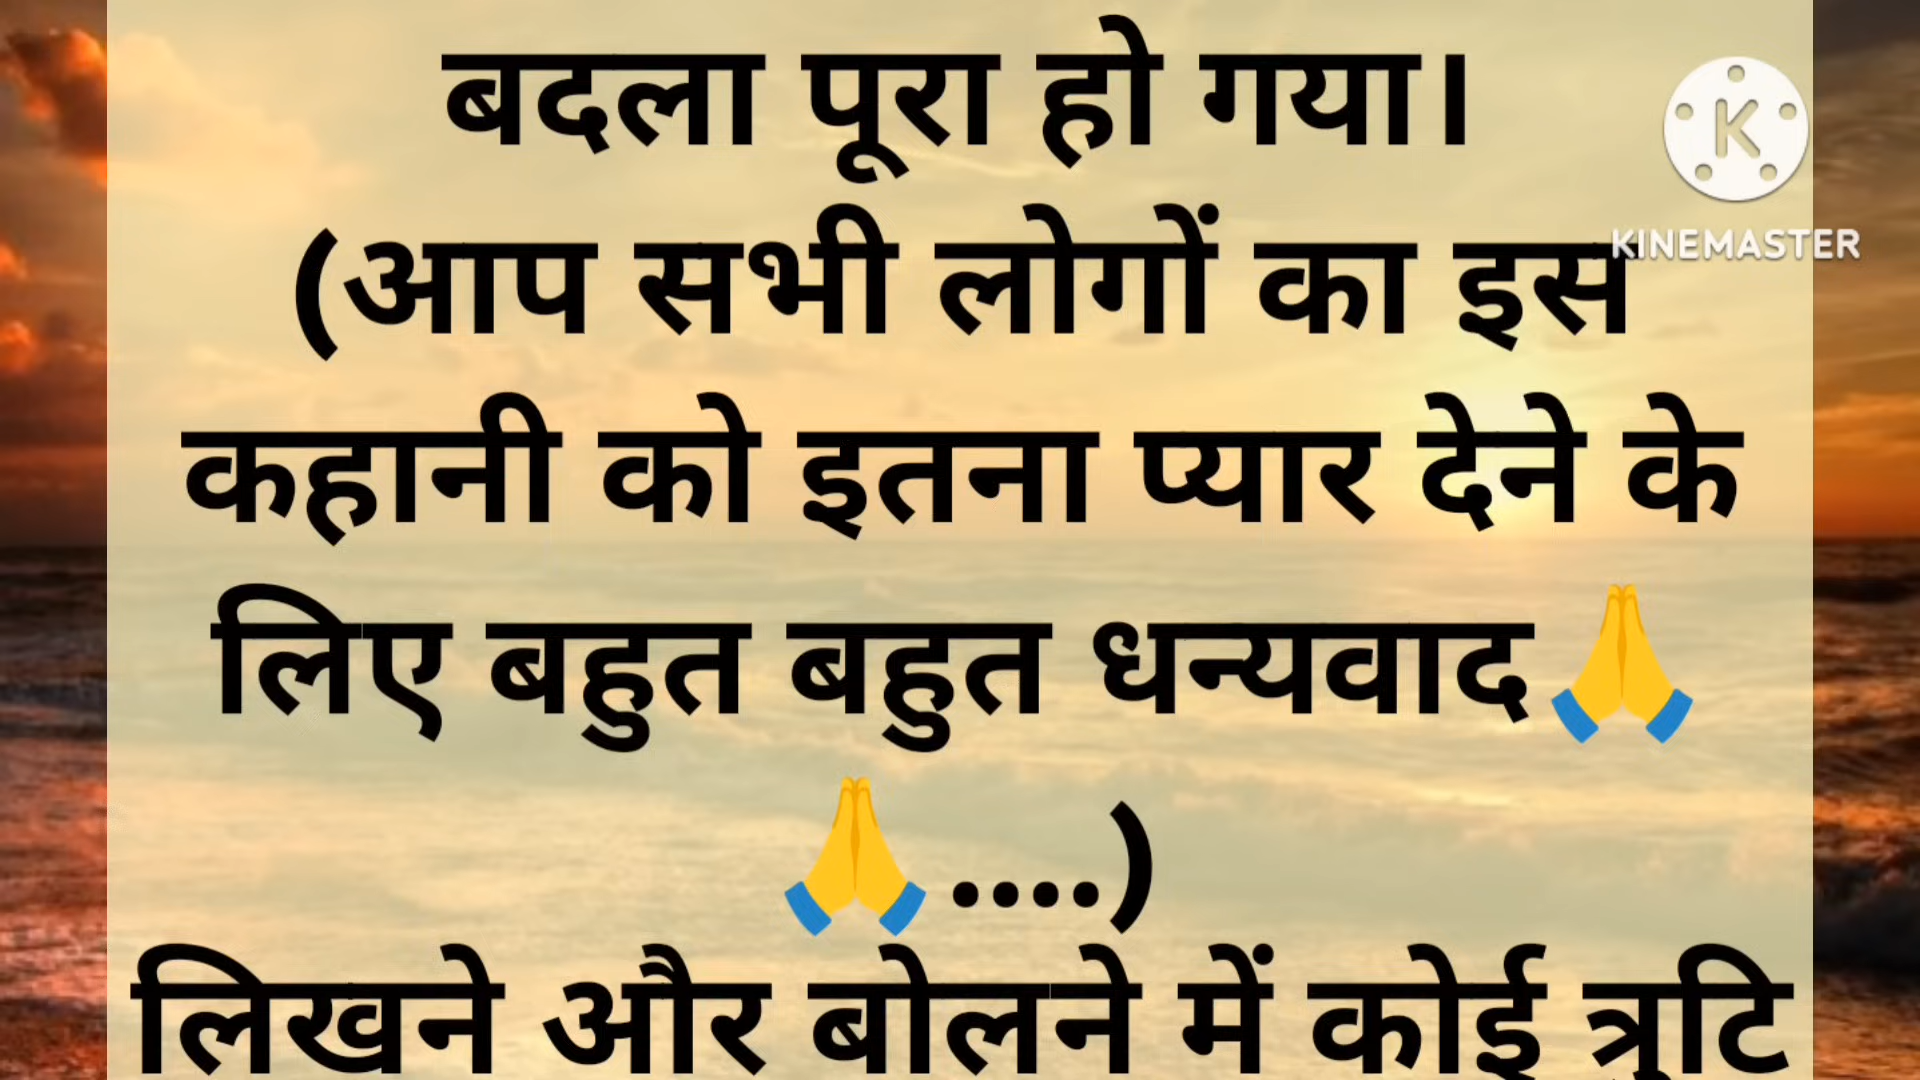 बदला पूरा हो गया।
(आप सभी लोगों का इस
KINEMASTER
कहानी को इतना प्यार देने के
लिए बहुत बहुत धन्यवाद🙏
🙏....)
लिखने और बोलने में कोई त्रुटि